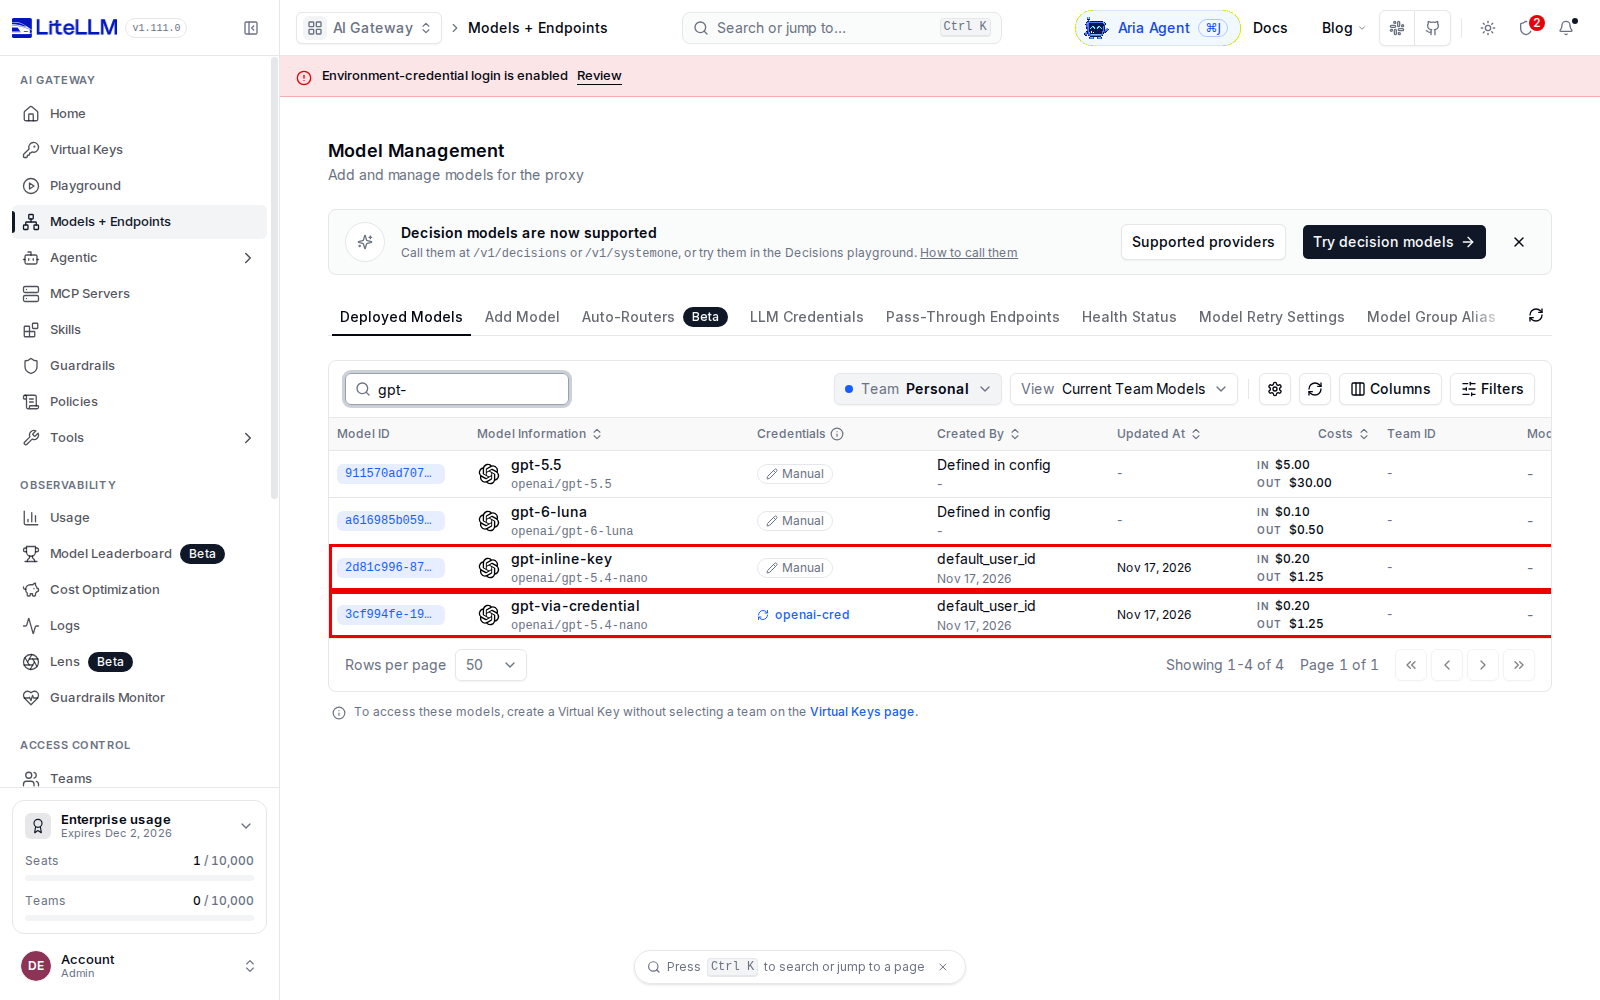 LiteLLM
v1.111.0
AI Gateway
Models + Endpoints
Search or jump to...
Ctrl K
Aria Agent
⌘J
Docs
Blog
2
Environment-credential login is enabled Review
AI GATEWAY
Home
Virtual Keys
Playground
Models + Endpoints
Agentic
MCP Servers
Skills
Guardrails
Policies
Tools
OBSERVABILITY
Usage
Model Leaderboard Beta
Cost Optimization
Logs
Lens Beta
Guardrails Monitor
ACCESS CONTROL
Teams
Enterprise usage
Expires Dec 2, 2026
Seats 1 / 10,000
Teams 0 / 10,000
DE
Account
Admin
Model Management
Add and manage models for the proxy
Decision models are now supported
Call them at /v1/decisions or /v1/systemone, or try them in the Decisions playground. How to call them
Supported providers
Try decision models
Deployed Models Add Model Auto-Routers Beta LLM Credentials Pass-Through Endpoints Health Status Model Retry Settings Model Group Alias
gpt-
Team Personal
View Current Team Models
Columns
Filters
Model ID Model Information Credentials Created By Updated At Costs Team ID Mod
911570ad707… gpt-5.5 Manual Defined in config - IN $5.00 - -
openai/gpt-5.5 - OUT $30.00
a616985b059… gpt-6-luna Manual Defined in config - IN $0.10 - -
openai/gpt-6-luna - OUT $0.50
2d81c996-87… gpt-inline-key Manual default_user_id Nov 17, 2026 IN $0.20 - -
openai/gpt-5.4-nano Nov 17, 2026 OUT $1.25
3cf994fe-19… gpt-via-credential openai-cred default_user_id Nov 17, 2026 IN $0.20 - -
openai/gpt-5.4-nano Nov 17, 2026 OUT $1.25
Rows per page 50
Showing 1-4 of 4 Page 1 of 1
To access these models, create a Virtual Key without selecting a team on the Virtual Keys page.
Press Ctrl K to search or jump to a page